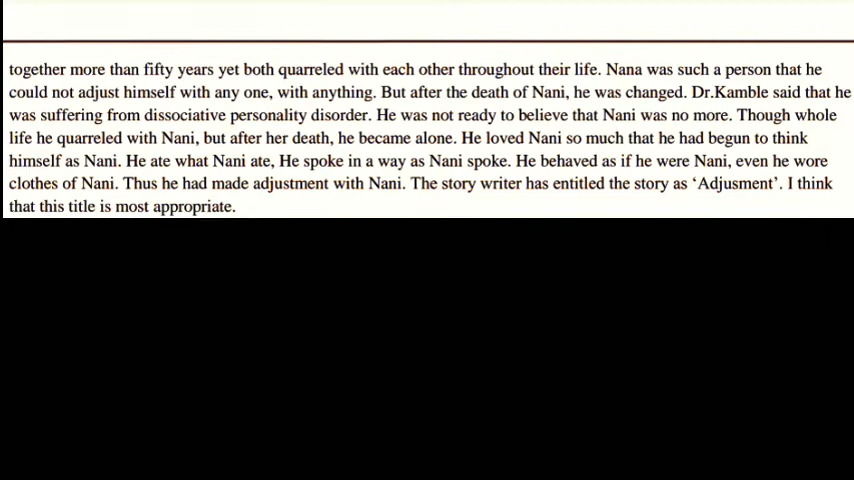 together more than fifty years yet both quarreled with each other throughout their life. Nana was such a person that he
could not adjust himself with any one, with anything. But after the death of Nani, he was changed. Dr.Kamble said that he
was suffering from dissociative personality disorder. He was not ready to believe that Nani was no more. Though whole
life he quarreled with Nani, but after her death, he became alone. He loved Nani so much that he had begun to think
himself as Nani. He ate what Nani ate, He spoke in a way as Nani spoke. He behaved as if he were Nani, even he wore
clothes of Nani. Thus he had made adjustment with Nani. The story writer has entitled the story as ‘Adjusment’. I think
that this title is most appropriate.